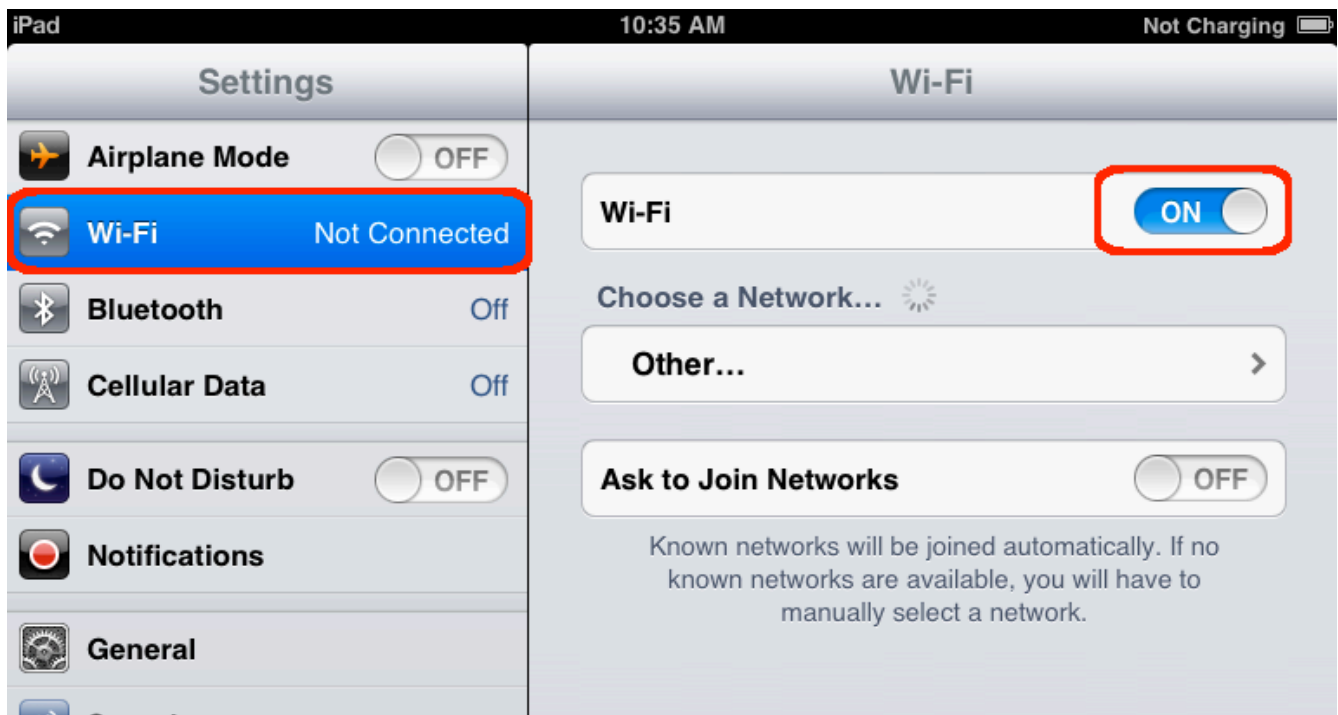 iPad 10:35 AM Not Charging
Settings
Airplane Mode OFF
Wi-Fi Not Connected
Bluetooth Off
Cellular Data Off
Do Not Disturb OFF
Notifications
General
Wi-Fi
Wi-Fi ON
Choose a Network...
Other...
Ask to Join Networks OFF
Known networks will be joined automatically. If no
known networks are available, you will have to
manually select a network.